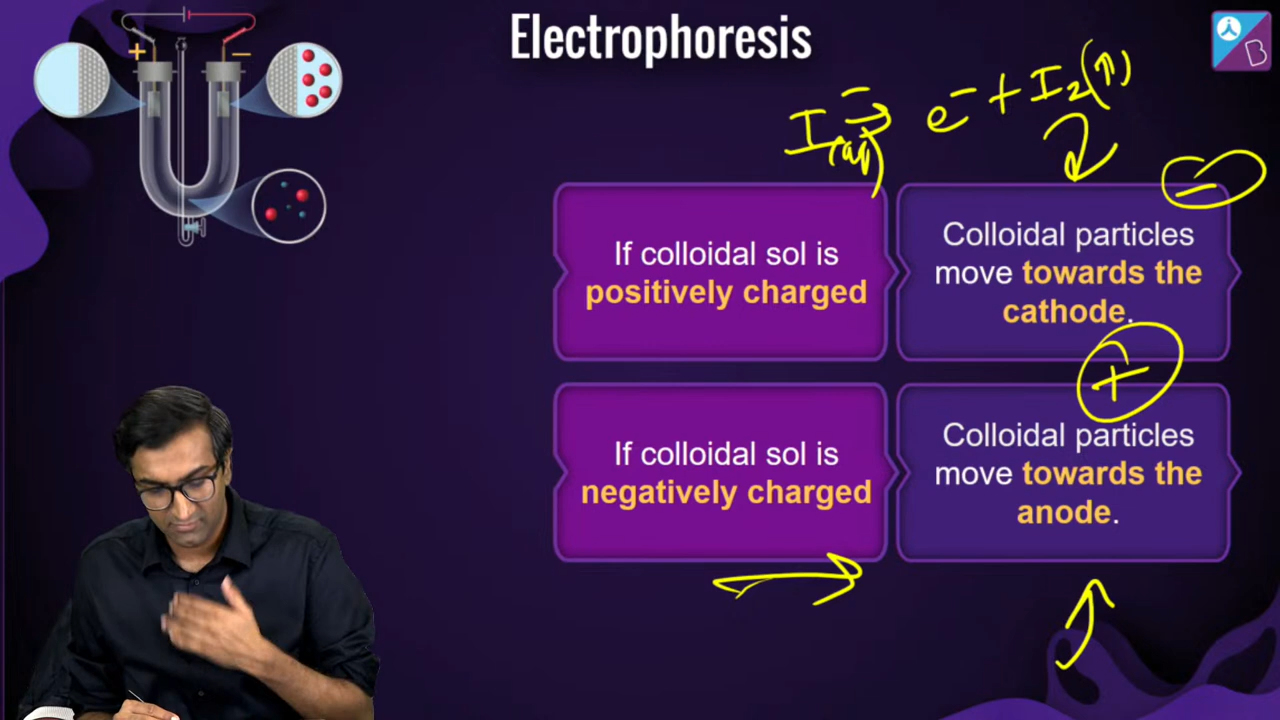 Electrophoresis
+
−
B
I⁻(aq) → e⁻ + I₂(↑)
−
If colloidal sol is
positively charged
Colloidal particles
move towards the
cathode.
+
If colloidal sol is
negatively charged
Colloidal particles
move towards the
anode.